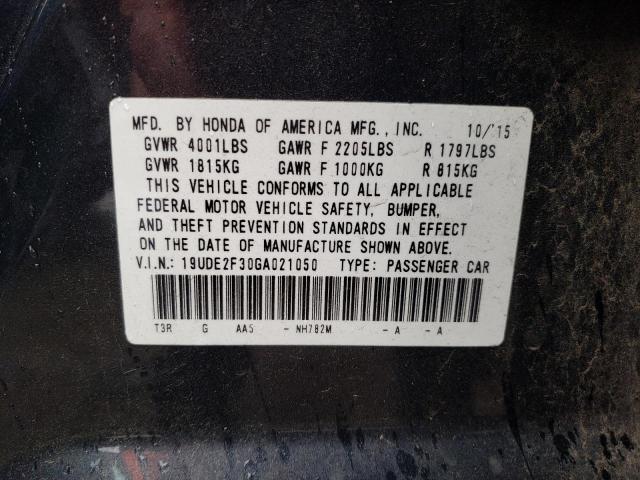 MFD. BY HONDA OF AMERICA MFG., INC. 10/'15
GVWR 4001LBS GAWR F 2205LBS R 1797LBS
GVWR 1815KG GAWR F 1000KG R 815KG
THIS VEHICLE CONFORMS TO ALL APPLICABLE
FEDERAL MOTOR VEHICLE SAFETY, BUMPER,
AND THEFT PREVENTION STANDARDS IN EFFECT
ON THE DATE OF MANUFACTURE SHOWN ABOVE.
V.I.N.: 19UDE2F30GA021050 TYPE: PASSENGER CAR
T3R G AA5 - NH782M - A - A